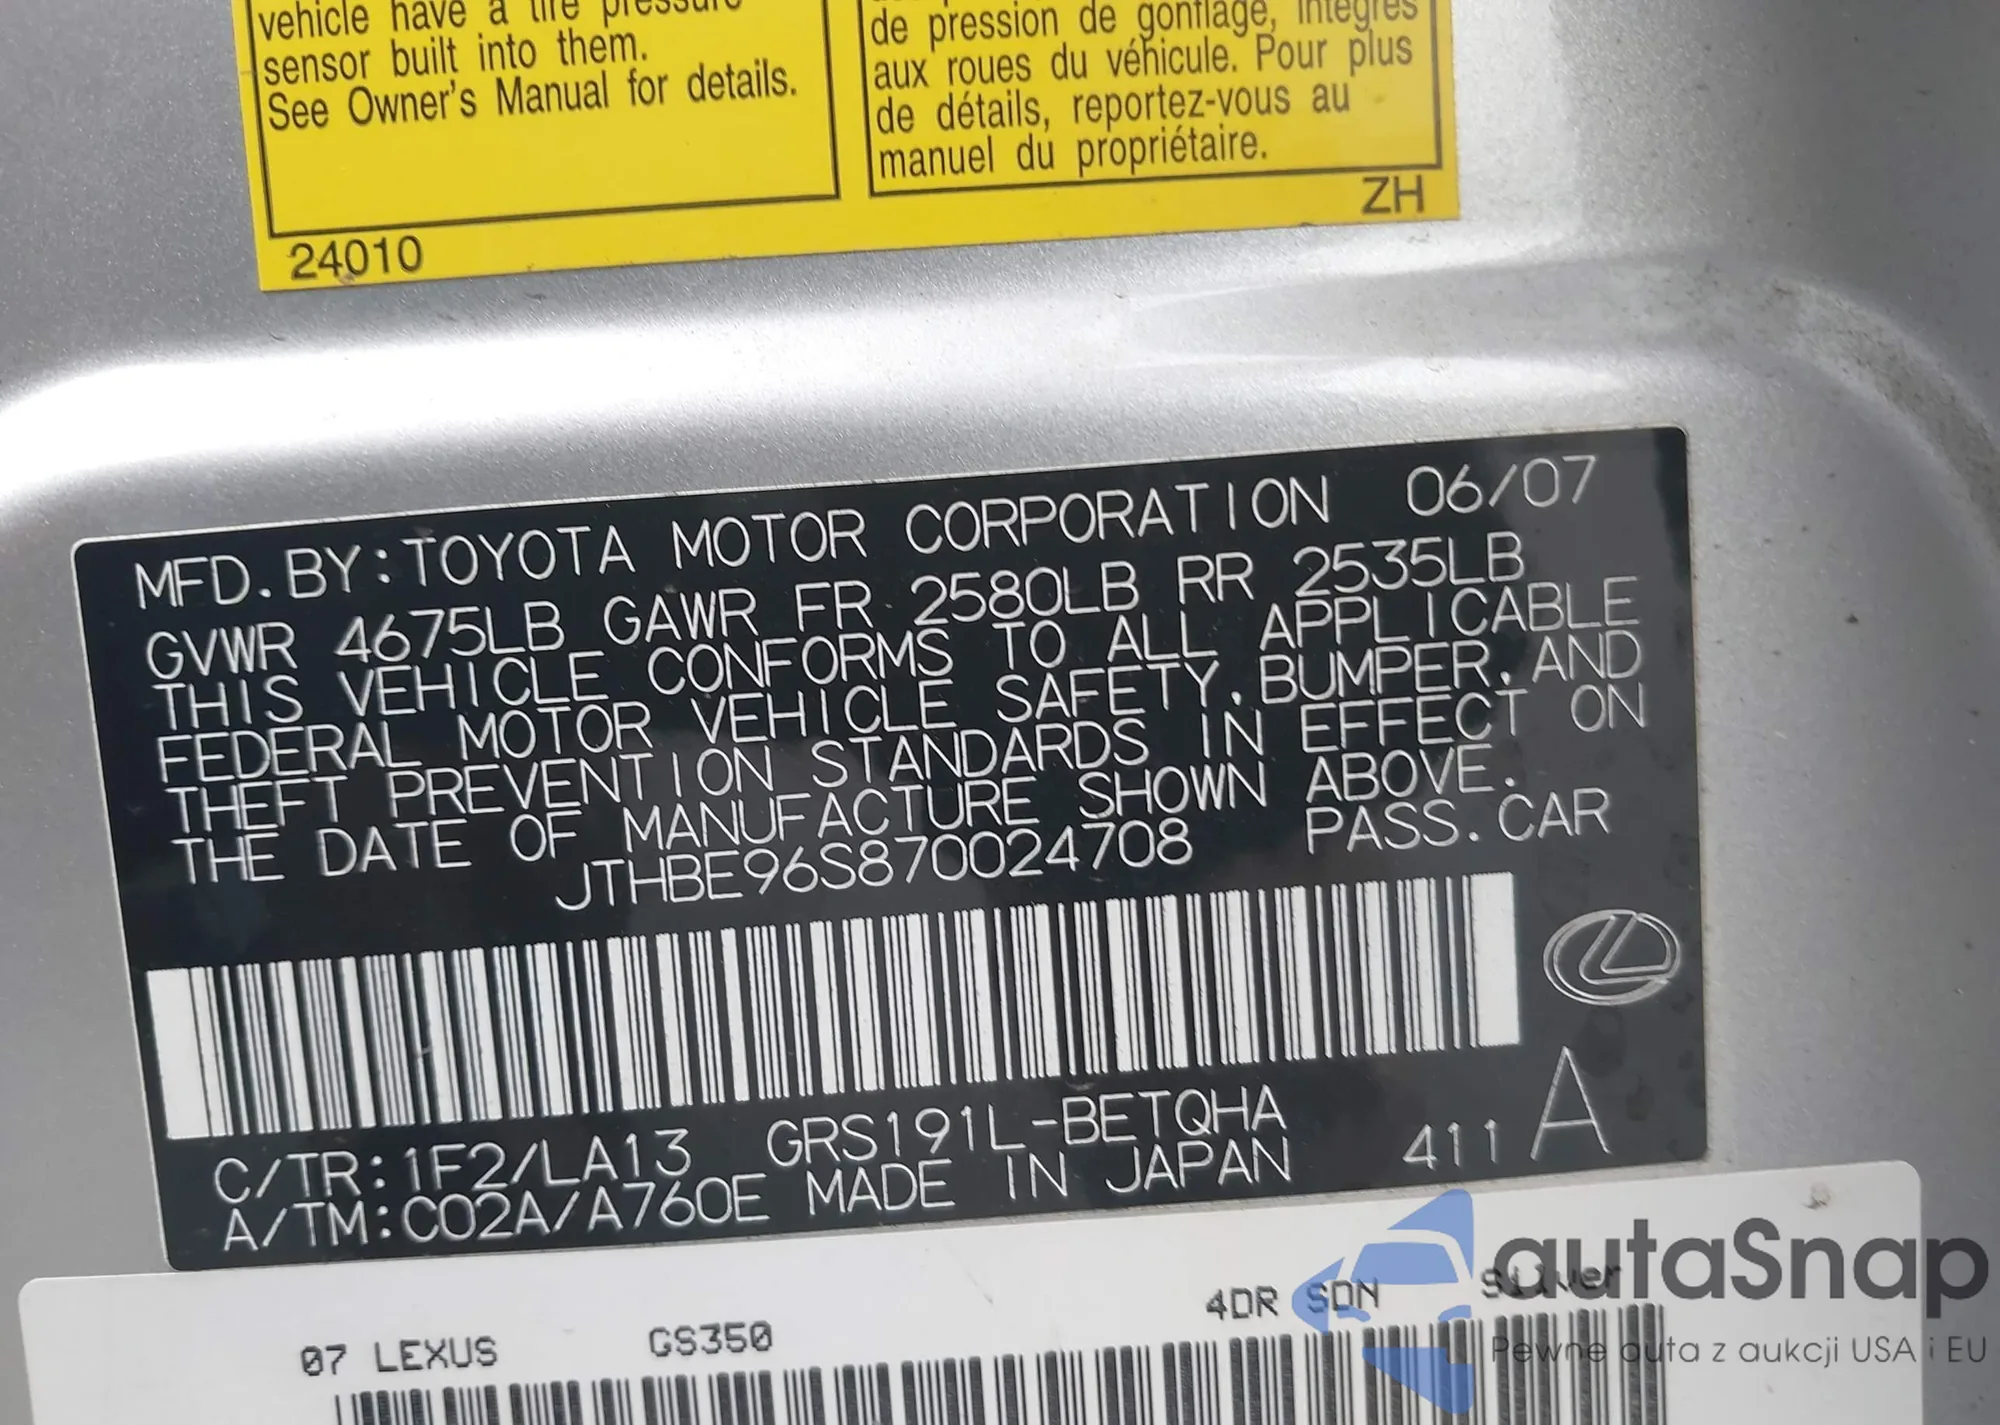 vehicle have a tire pressure
sensor built into them.
See Owner's Manual for details.
24010
de pression de gonflage, intégrés
aux roues du véhicule. Pour plus
de détails, reportez-vous au
manuel du propriétaire.
ZH
MFD. BY: TOYOTA MOTOR CORPORATION 06/07
GVWR 4675LB GAWR FR 2580LB RR 2535LB
THIS VEHICLE CONFORMS TO ALL APPLICABLE
FEDERAL MOTOR VEHICLE SAFETY, BUMPER, AND
THEFT PREVENTION STANDARDS IN EFFECT ON
THE DATE OF MANUFACTURE SHOWN ABOVE.
JTHBE96S870024708 PASS. CAR
C/TR: 1F2/LA13 GRS191L-BETQHA
A/TM: C02A/A760E MADE IN JAPAN 411 A
07 LEXUS GS350 4DR SDN Silver
autaSnap
Pewne auta z aukcji USA i EU